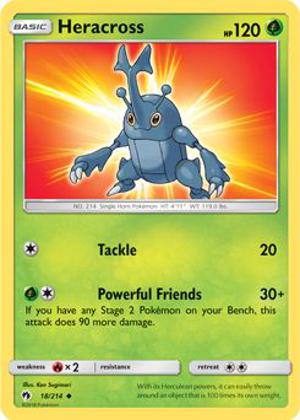 BASIC Heracross HP 120
NO. 214 Single Horn Pokémon HT: 4'11" WT: 119.0 lbs.
Tackle 20
Powerful Friends 30+
If you have any Stage 2 Pokémon on your Bench, this
attack does 90 more damage.
weakness ×2 resistance retreat
Illus. Ken Sugimori
18/214
©2018 Pokémon
With its Herculean powers, it can easily throw
around an object that is 100 times its own weight.